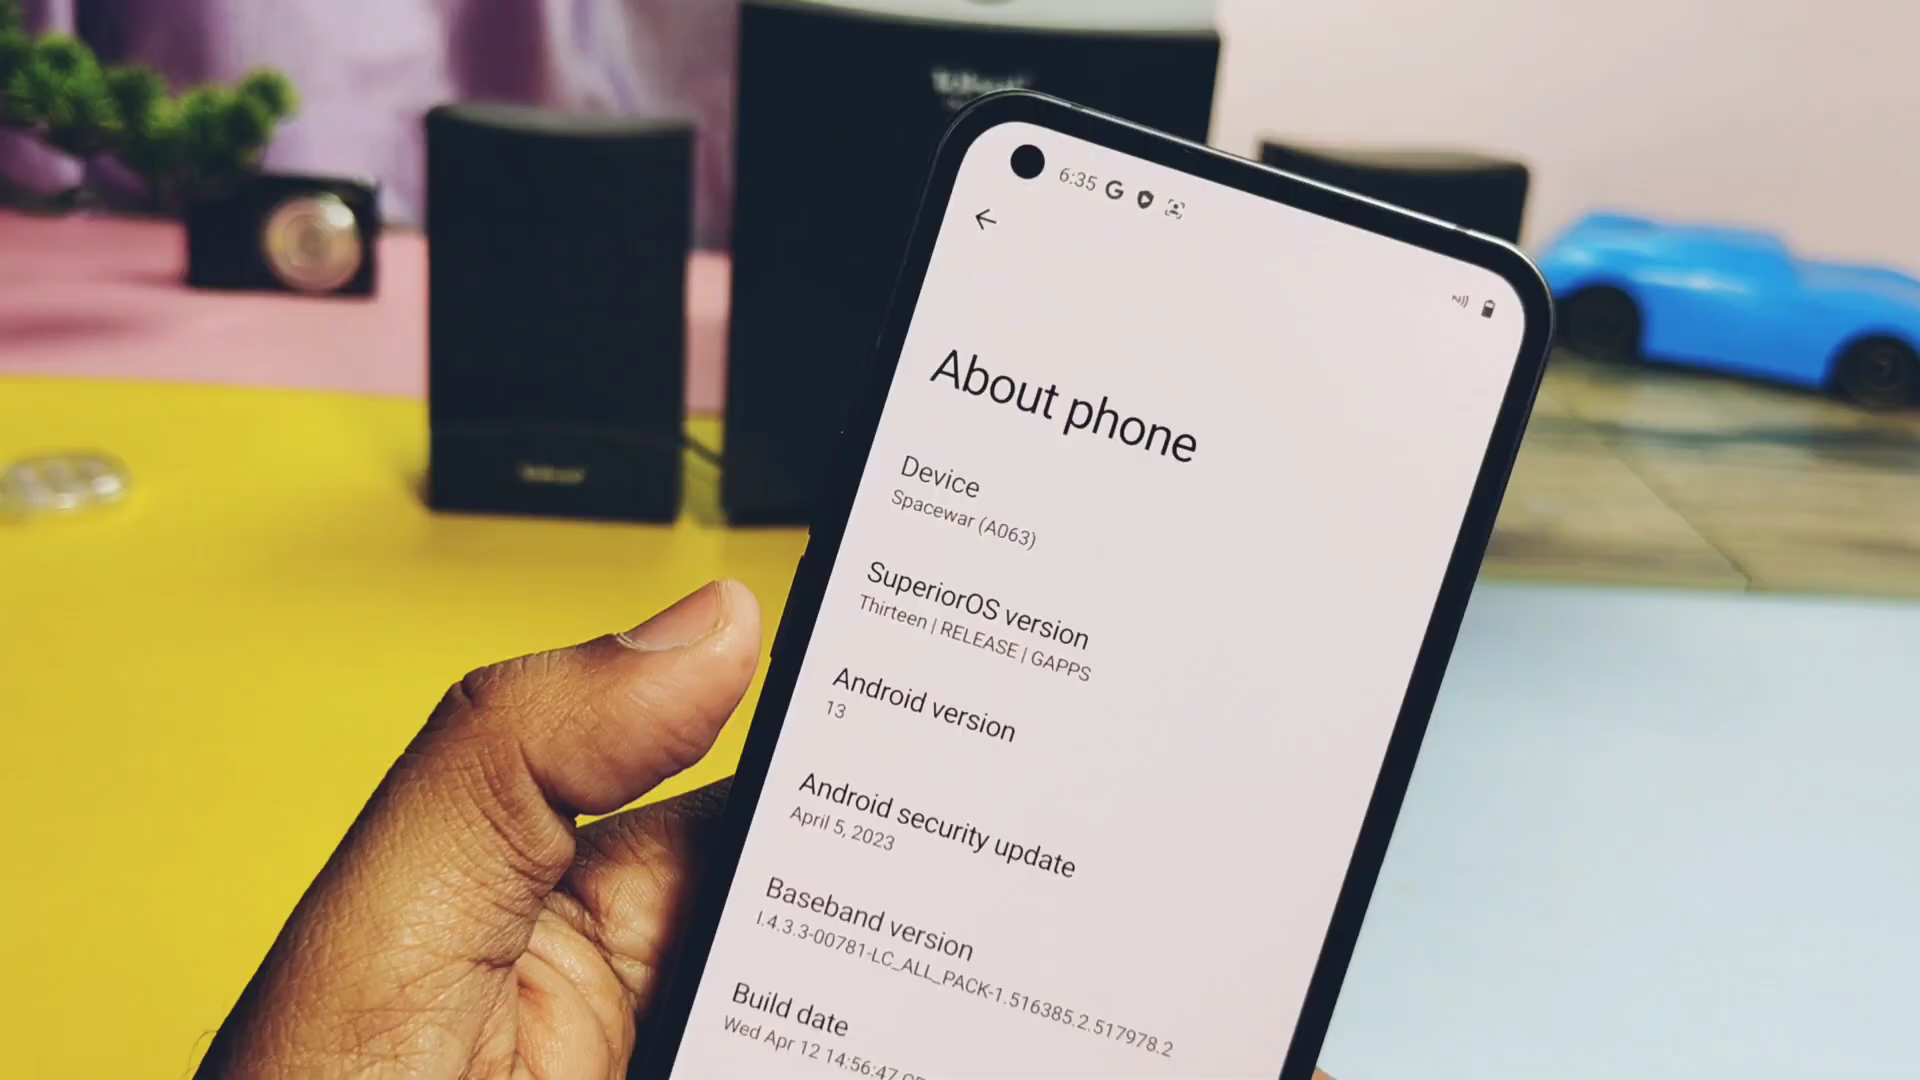 6:35
About phone
Device
Spacewar (A063)
SuperiorOS version
Thirteen | RELEASE | GAPPS
Android version
13
Android security update
April 5, 2023
Baseband version
I.4.3.3-00781-LC_ALL_PACK-1.516385.2.517978.2
Build date
Wed Apr 12 14:56:47